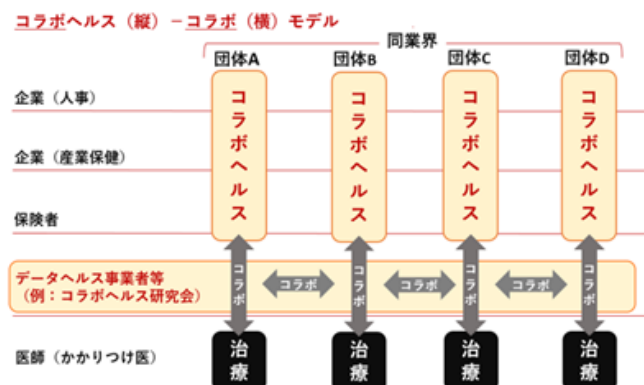 コラボヘルス（縦）－コラボ（横）モデル
同業界
団体A
団体B
団体C
団体D
企業（人事）
企業（産業保健）
保険者
コラボヘルス
コラボヘルス
コラボヘルス
コラボヘルス
データヘルス事業者等
（例：コラボヘルス研究会）
コラボ
コラボ
コラボ
コラボ
コラボ
コラボ
コラボ
医師（かかりつけ医）
治療
治療
治療
治療